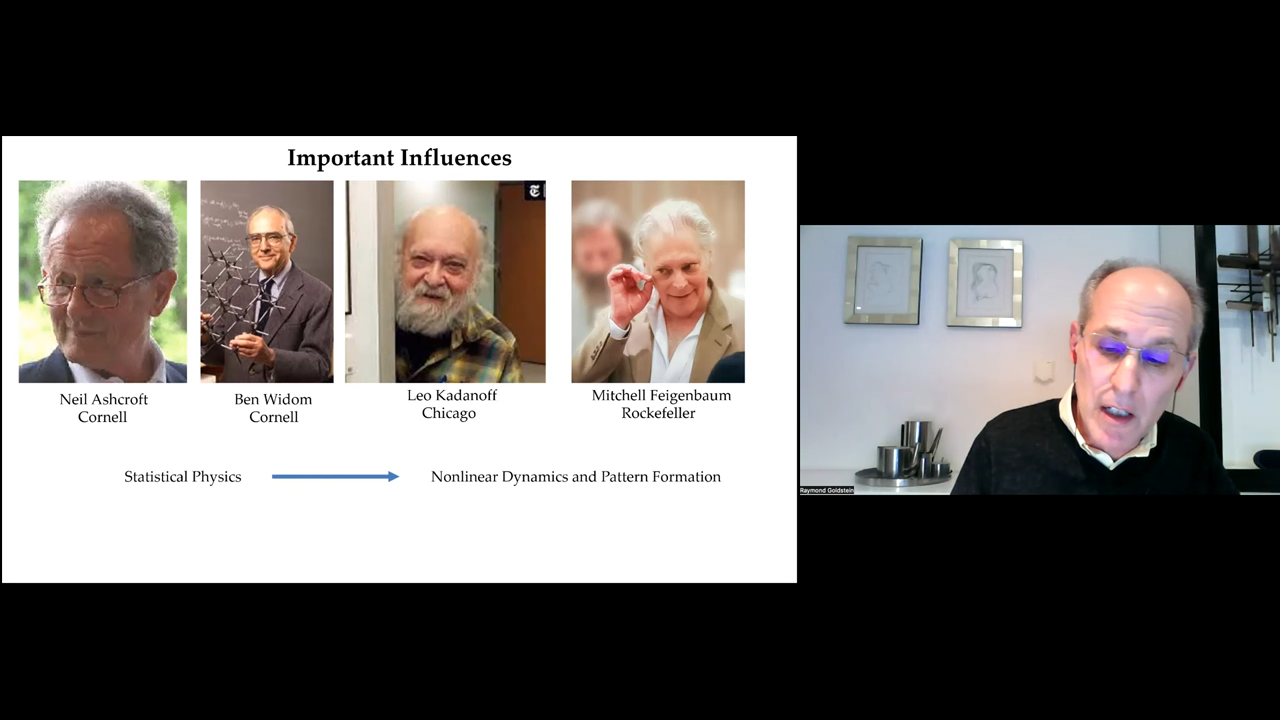 Important Influences
Neil Ashcroft
Cornell
Ben Widom
Cornell
Leo Kadanoff
Chicago
Mitchell Feigenbaum
Rockefeller
Statistical Physics
Nonlinear Dynamics and Pattern Formation
Raymond Goldstein